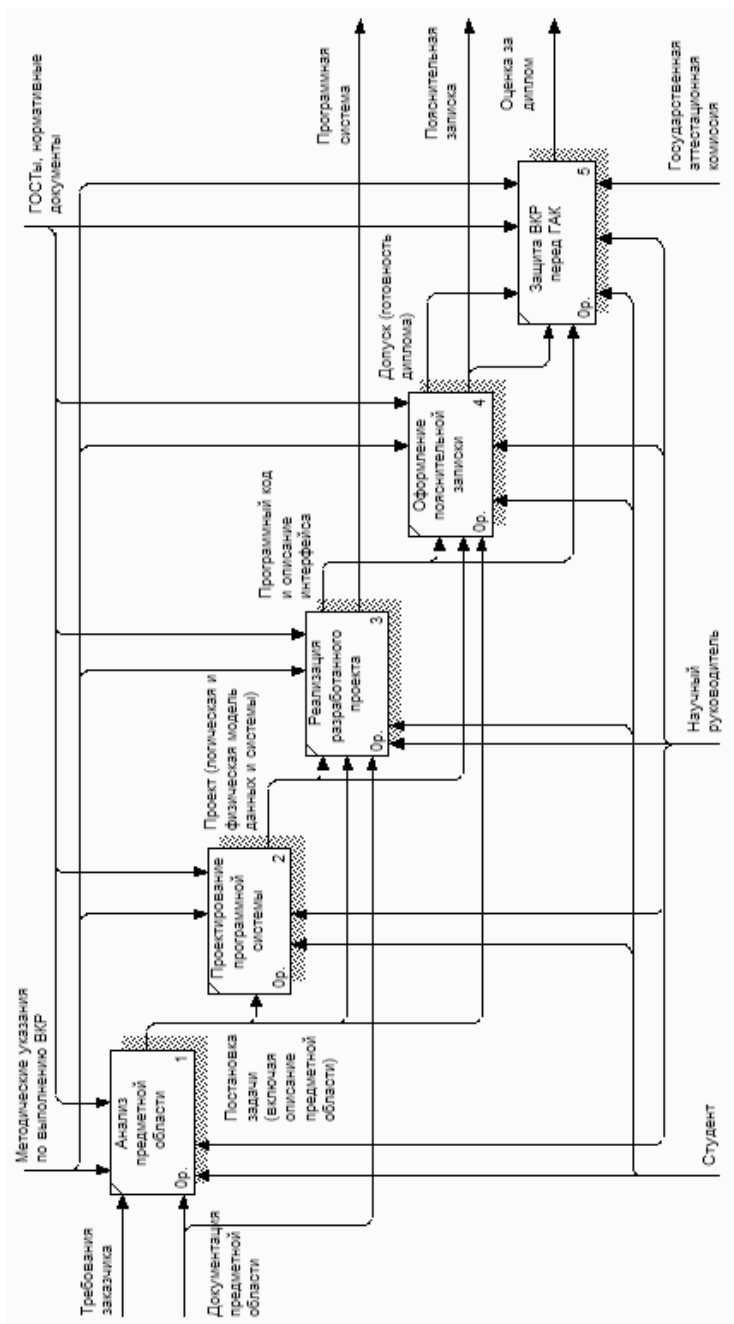 Методические указания
по выполнению ВКР
ГОСТы, нормативные
документы
Требования
заказчика
Документация
предметной
области
Анализ
предметной
области
0р.
1
Постановка
задачи
(включая
описание
предметной
области)
Проектирование
программной
системы
0р.
2
Проект (логическая и
физическая модель
данных и системы)
Реализация
разработанного
проекта
0р.
3
Программный код
и описание
интерфейса
Оформление
пояснительной
записки
0р.
4
Допуск (готовность
диплома)
Защита ВКР
перед ГАК
0р.
5
Программная
система
Пояснительная
записка
Оценка за
диплом
Студент
Научный
руководитель
Государственная
аттестационная
комиссия